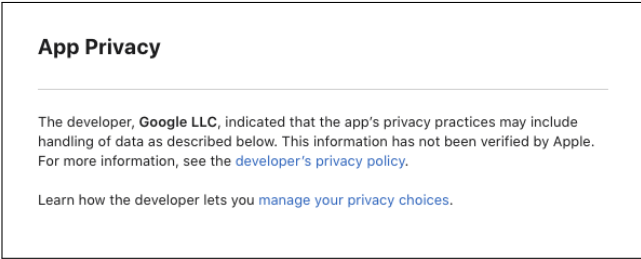 App Privacy
The developer, Google LLC, indicated that the app’s privacy practices may include
handling of data as described below. This information has not been verified by Apple.
For more information, see the developer’s privacy policy.
Learn how the developer lets you manage your privacy choices.